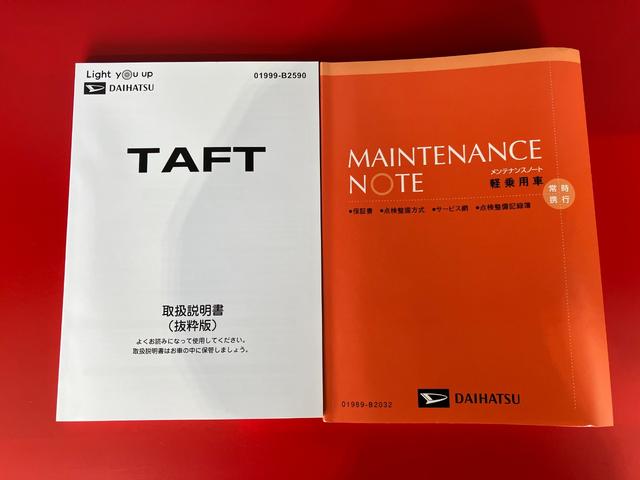 Light you up
01999-B2590
DAIHATSU
TAFT
取扱説明書
（抜粋版）
よくお読みになって使用してください。
取扱説明書はお車の中に保管しましょう。
MAINTENANCE
NOTE
メンテナンスノート
軽乗用車
常時
携行
●保証書 ●点検整備方式 ●サービス網 ●点検整備記録簿
01989-B2032
DAIHATSU